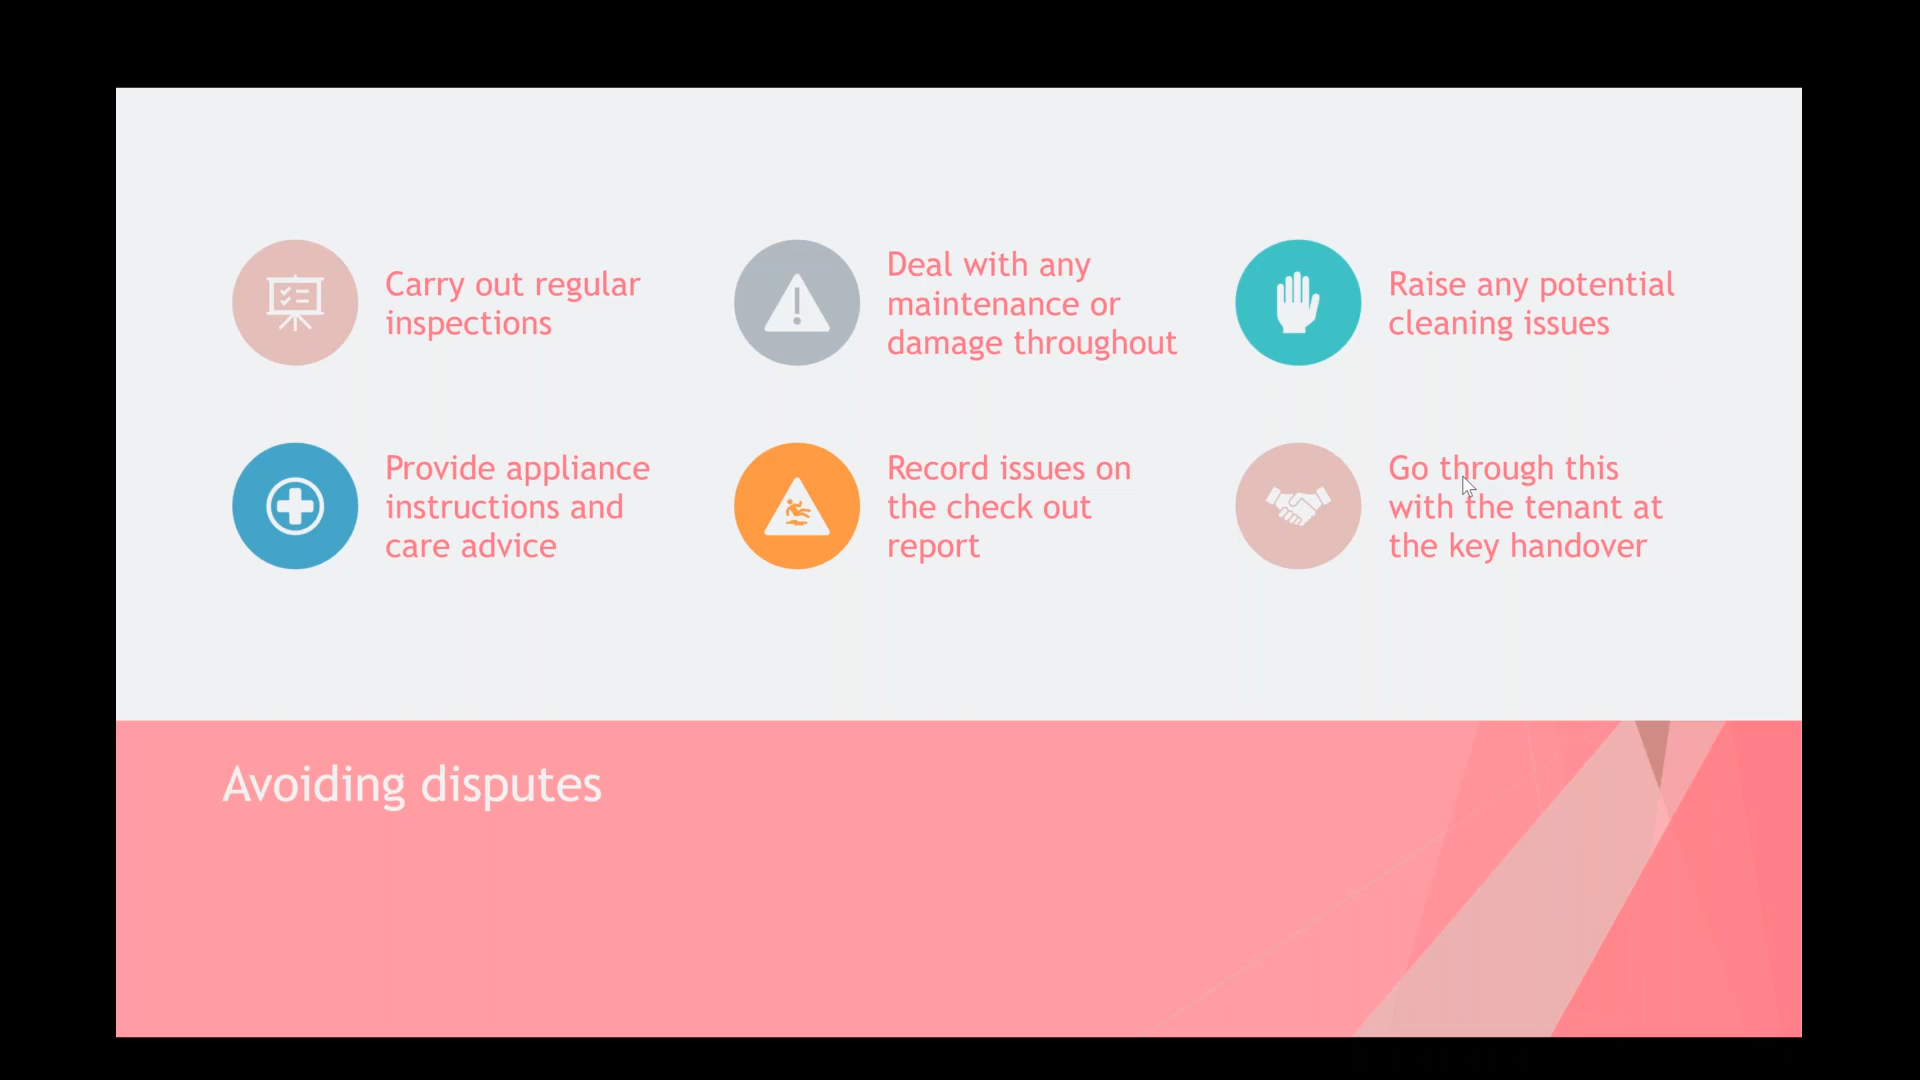 Carry out regular
inspections
Deal with any
maintenance or
damage throughout
Raise any potential
cleaning issues
Provide appliance
instructions and
care advice
Record issues on
the check out
report
Go through this
with the tenant at
the key handover
Avoiding disputes